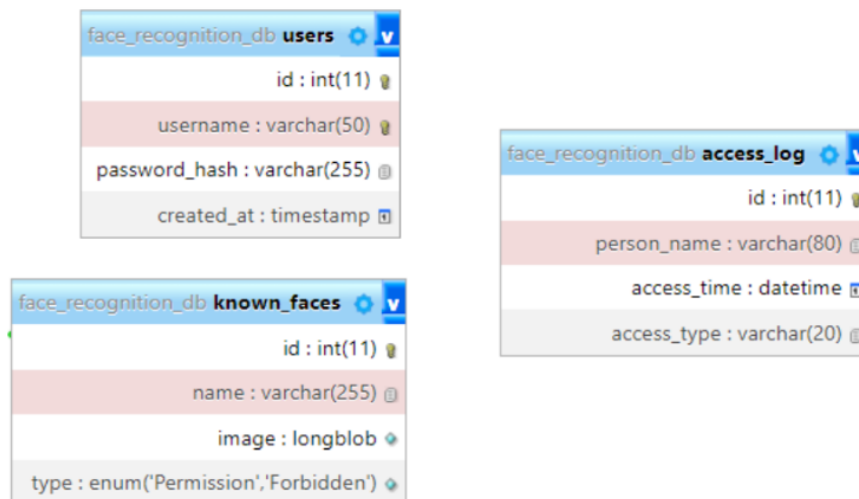 face_recognition_db users v
id : int(11)
username : varchar(50)
password_hash : varchar(255)
created_at : timestamp
face_recognition_db access_log v
id : int(11)
person_name : varchar(80)
access_time : datetime
access_type : varchar(20)
face_recognition_db known_faces v
id : int(11)
name : varchar(255)
image : longblob
type : enum('Permission','Forbidden')